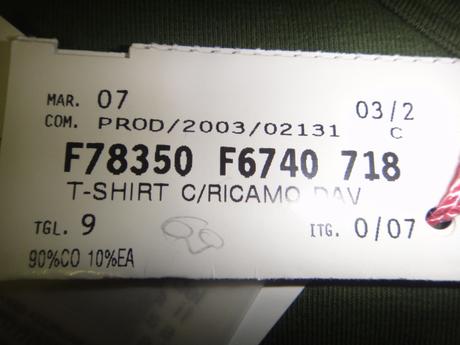 MAR. 07 03/2
COM. PROD/2003/02131 C
F78350 F6740 718
T-SHIRT C/RICAMO DAV
TGL. 9 ITG. 0/07
90%CO 10%EA